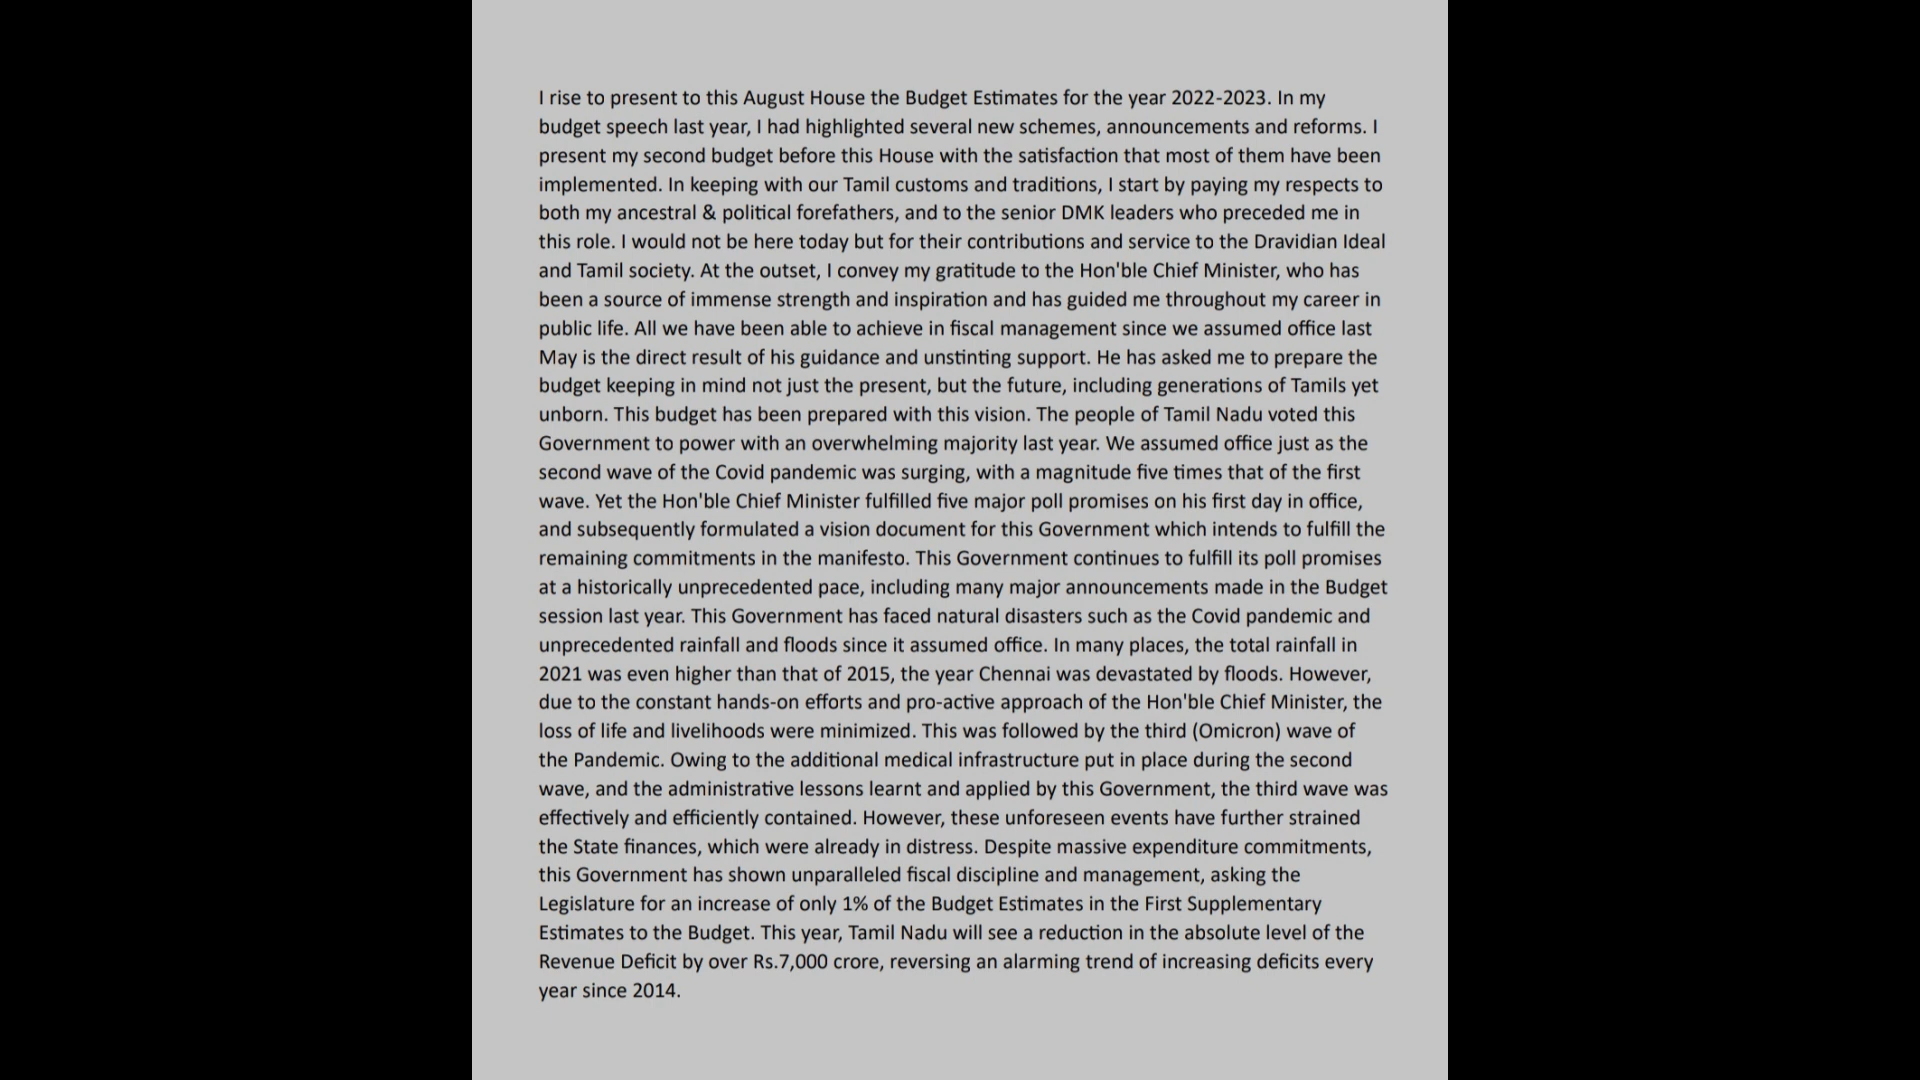 I rise to present to this August House the Budget Estimates for the year 2022-2023. In my
budget speech last year, I had highlighted several new schemes, announcements and reforms. I
present my second budget before this House with the satisfaction that most of them have been
implemented. In keeping with our Tamil customs and traditions, I start by paying my respects to
both my ancestral & political forefathers, and to the senior DMK leaders who preceded me in
this role. I would not be here today but for their contributions and service to the Dravidian Ideal
and Tamil society. At the outset, I convey my gratitude to the Hon'ble Chief Minister, who has
been a source of immense strength and inspiration and has guided me throughout my career in
public life. All we have been able to achieve in fiscal management since we assumed office last
May is the direct result of his guidance and unstinting support. He has asked me to prepare the
budget keeping in mind not just the present, but the future, including generations of Tamils yet
unborn. This budget has been prepared with this vision. The people of Tamil Nadu voted this
Government to power with an overwhelming majority last year. We assumed office just as the
second wave of the Covid pandemic was surging, with a magnitude five times that of the first
wave. Yet the Hon'ble Chief Minister fulfilled five major poll promises on his first day in office,
and subsequently formulated a vision document for this Government which intends to fulfill the
remaining commitments in the manifesto. This Government continues to fulfill its poll promises
at a historically unprecedented pace, including many major announcements made in the Budget
session last year. This Government has faced natural disasters such as the Covid pandemic and
unprecedented rainfall and floods since it assumed office. In many places, the total rainfall in
2021 was even higher than that of 2015, the year Chennai was devastated by floods. However,
due to the constant hands-on efforts and pro-active approach of the Hon'ble Chief Minister, the
loss of life and livelihoods were minimized. This was followed by the third (Omicron) wave of
the Pandemic. Owing to the additional medical infrastructure put in place during the second
wave, and the administrative lessons learnt and applied by this Government, the third wave was
effectively and efficiently contained. However, these unforeseen events have further strained
the State finances, which were already in distress. Despite massive expenditure commitments,
this Government has shown unparalleled fiscal discipline and management, asking the
Legislature for an increase of only 1% of the Budget Estimates in the First Supplementary
Estimates to the Budget. This year, Tamil Nadu will see a reduction in the absolute level of the
Revenue Deficit by over Rs.7,000 crore, reversing an alarming trend of increasing deficits every
year since 2014.